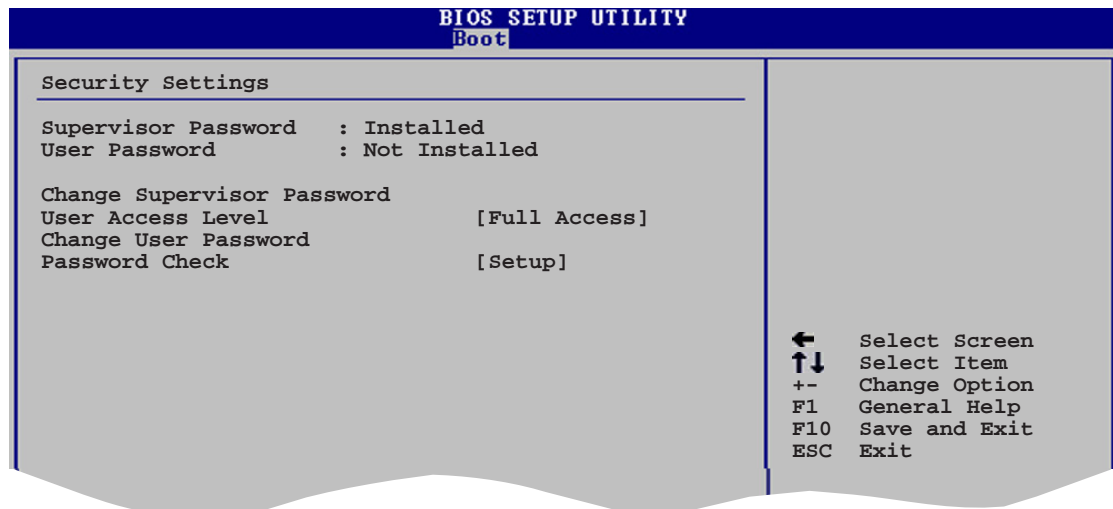 BIOS SETUP UTILITY
Boot
Security Settings
Supervisor Password : Installed
User Password : Not Installed
Change Supervisor Password
User Access Level [Full Access]
Change User Password
Password Check [Setup]
← Select Screen
↑↓ Select Item
+- Change Option
F1 General Help
F10 Save and Exit
ESC Exit